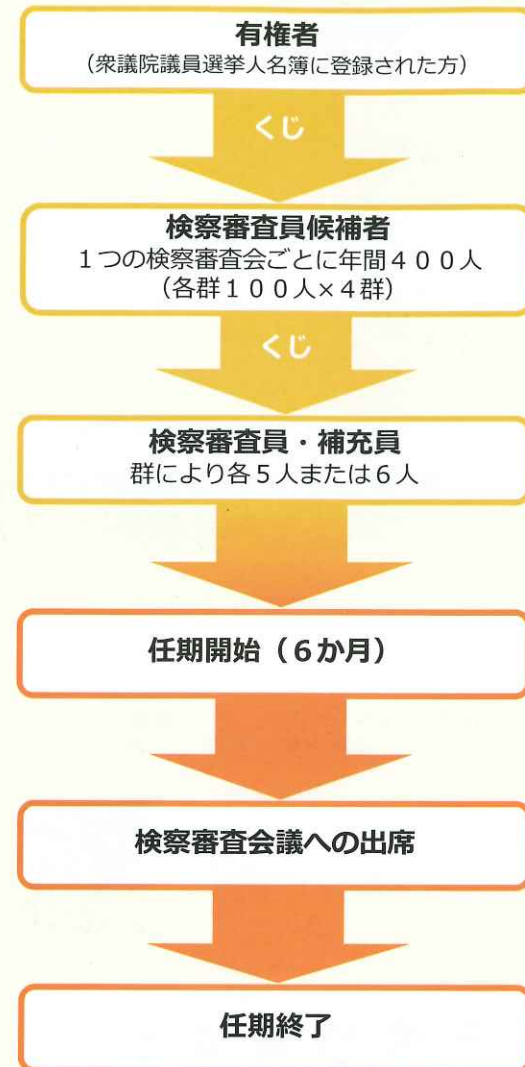 有権者
（衆議院議員選挙人名簿に登録された方）
くじ
検察審査員候補者
１つの検察審査会ごとに年間４００人
（各群１００人×４群）
くじ
検察審査員・補充員
群により各５人または６人
任期開始（６か月）
検察審査会議への出席
任期終了